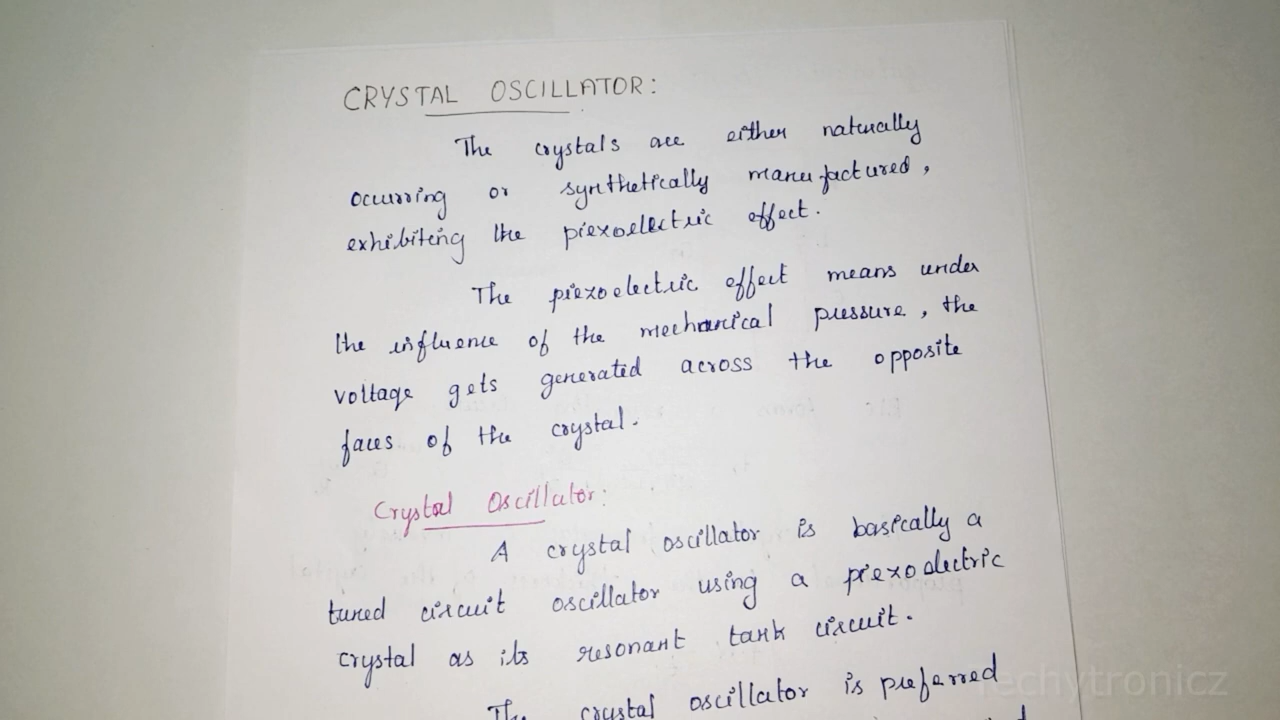 CRYSTAL OSCILLATOR:
The crystals are either naturally
ocurring or synthetically manufactured,
exhibiting the piezoelectric effect.
The piezoelectric effect means under
the influence of the mechanical pressure, the
voltage gets generated across the opposite
faces of the crystal.
Crystal Oscillator:
A crystal oscillator is basically a
tuned circuit oscillator using a piezoelectric
crystal as its resonant tank circuit.
The crystal oscillator is preferred
Techytronicz